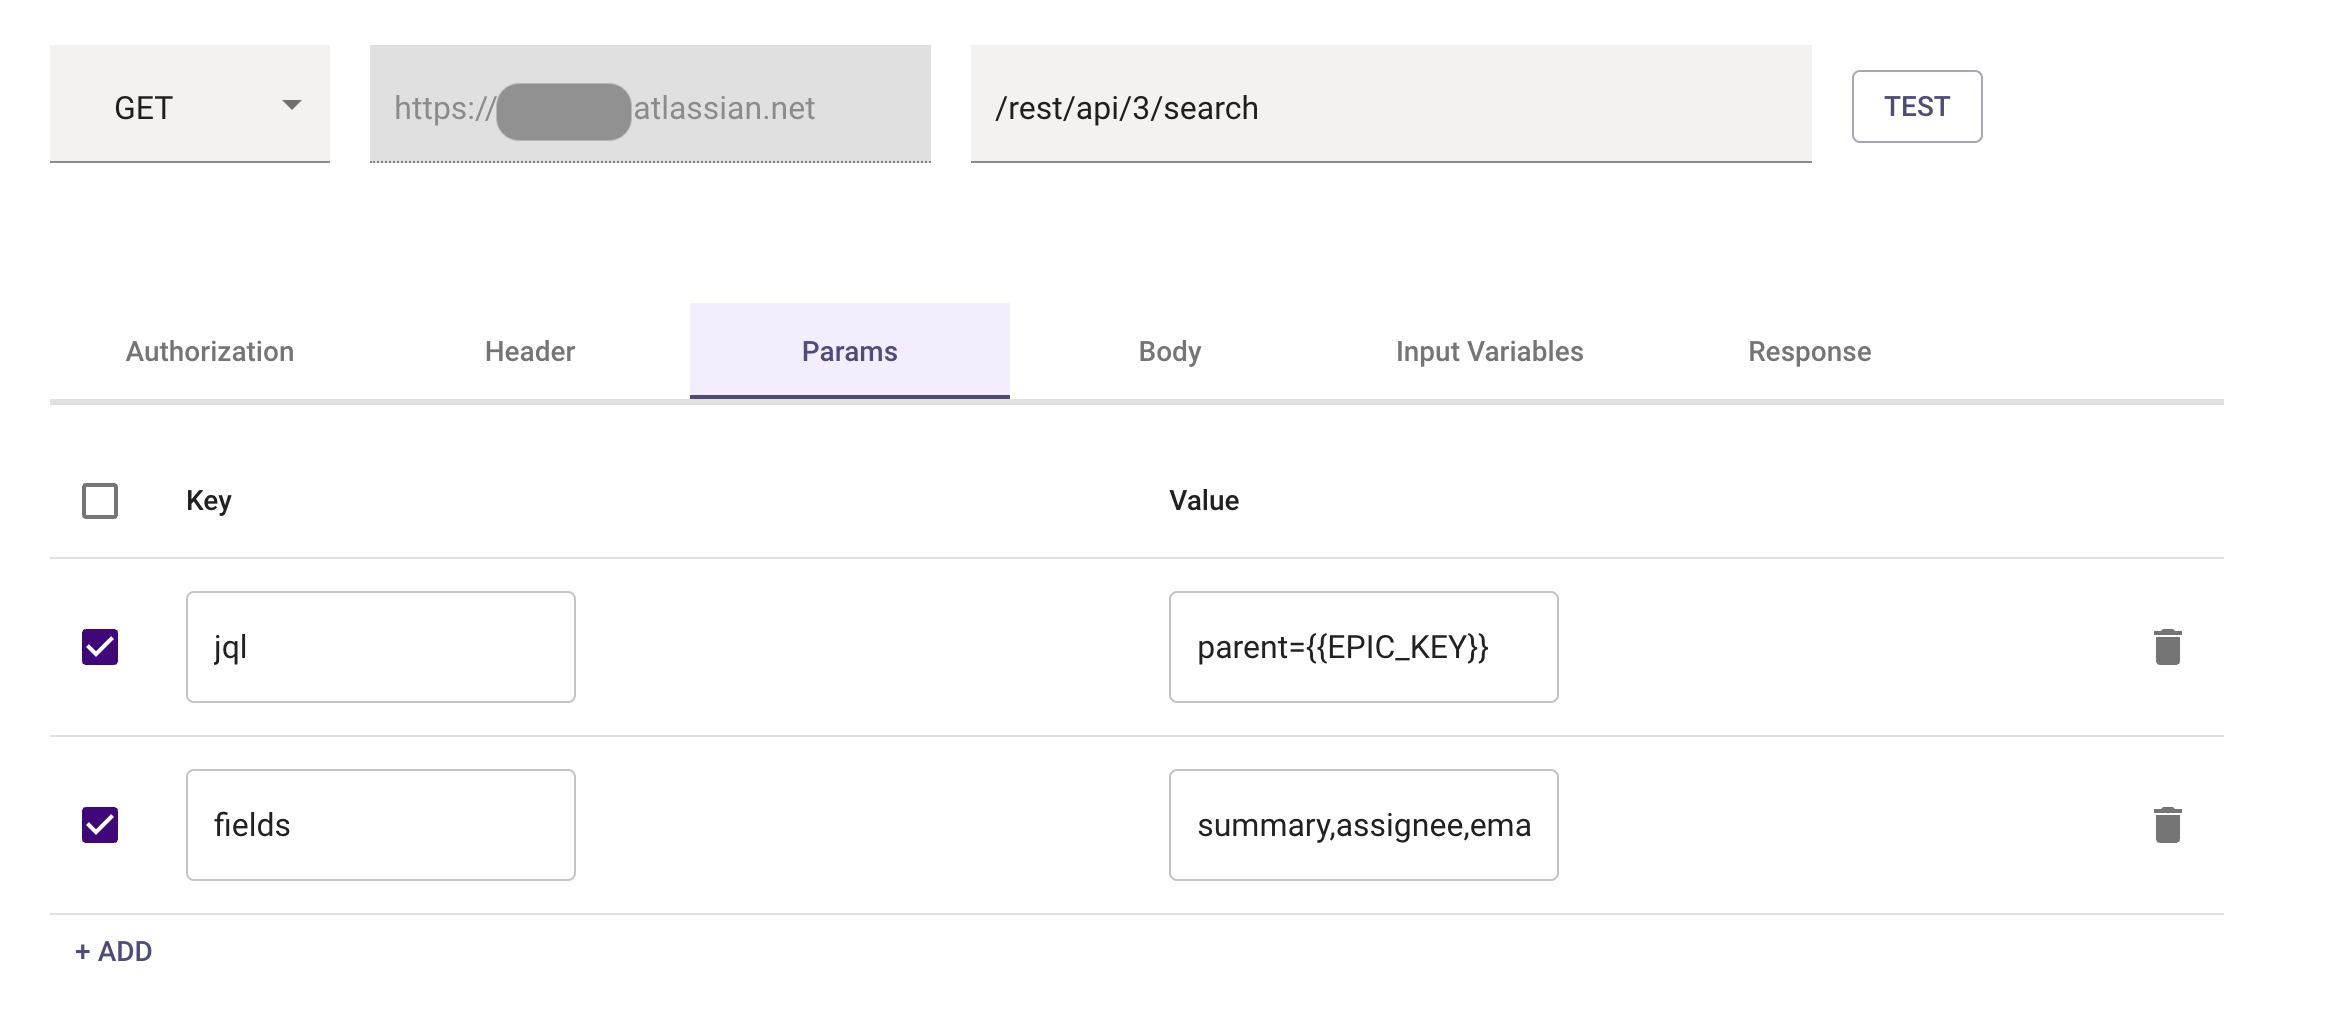 GET https://atlassian.net /rest/api/3/search TEST
Authorization Header Params Body Input Variables Response
Key Value
jql parent={{EPIC_KEY}}
fields summary,assignee,ema
+ ADD